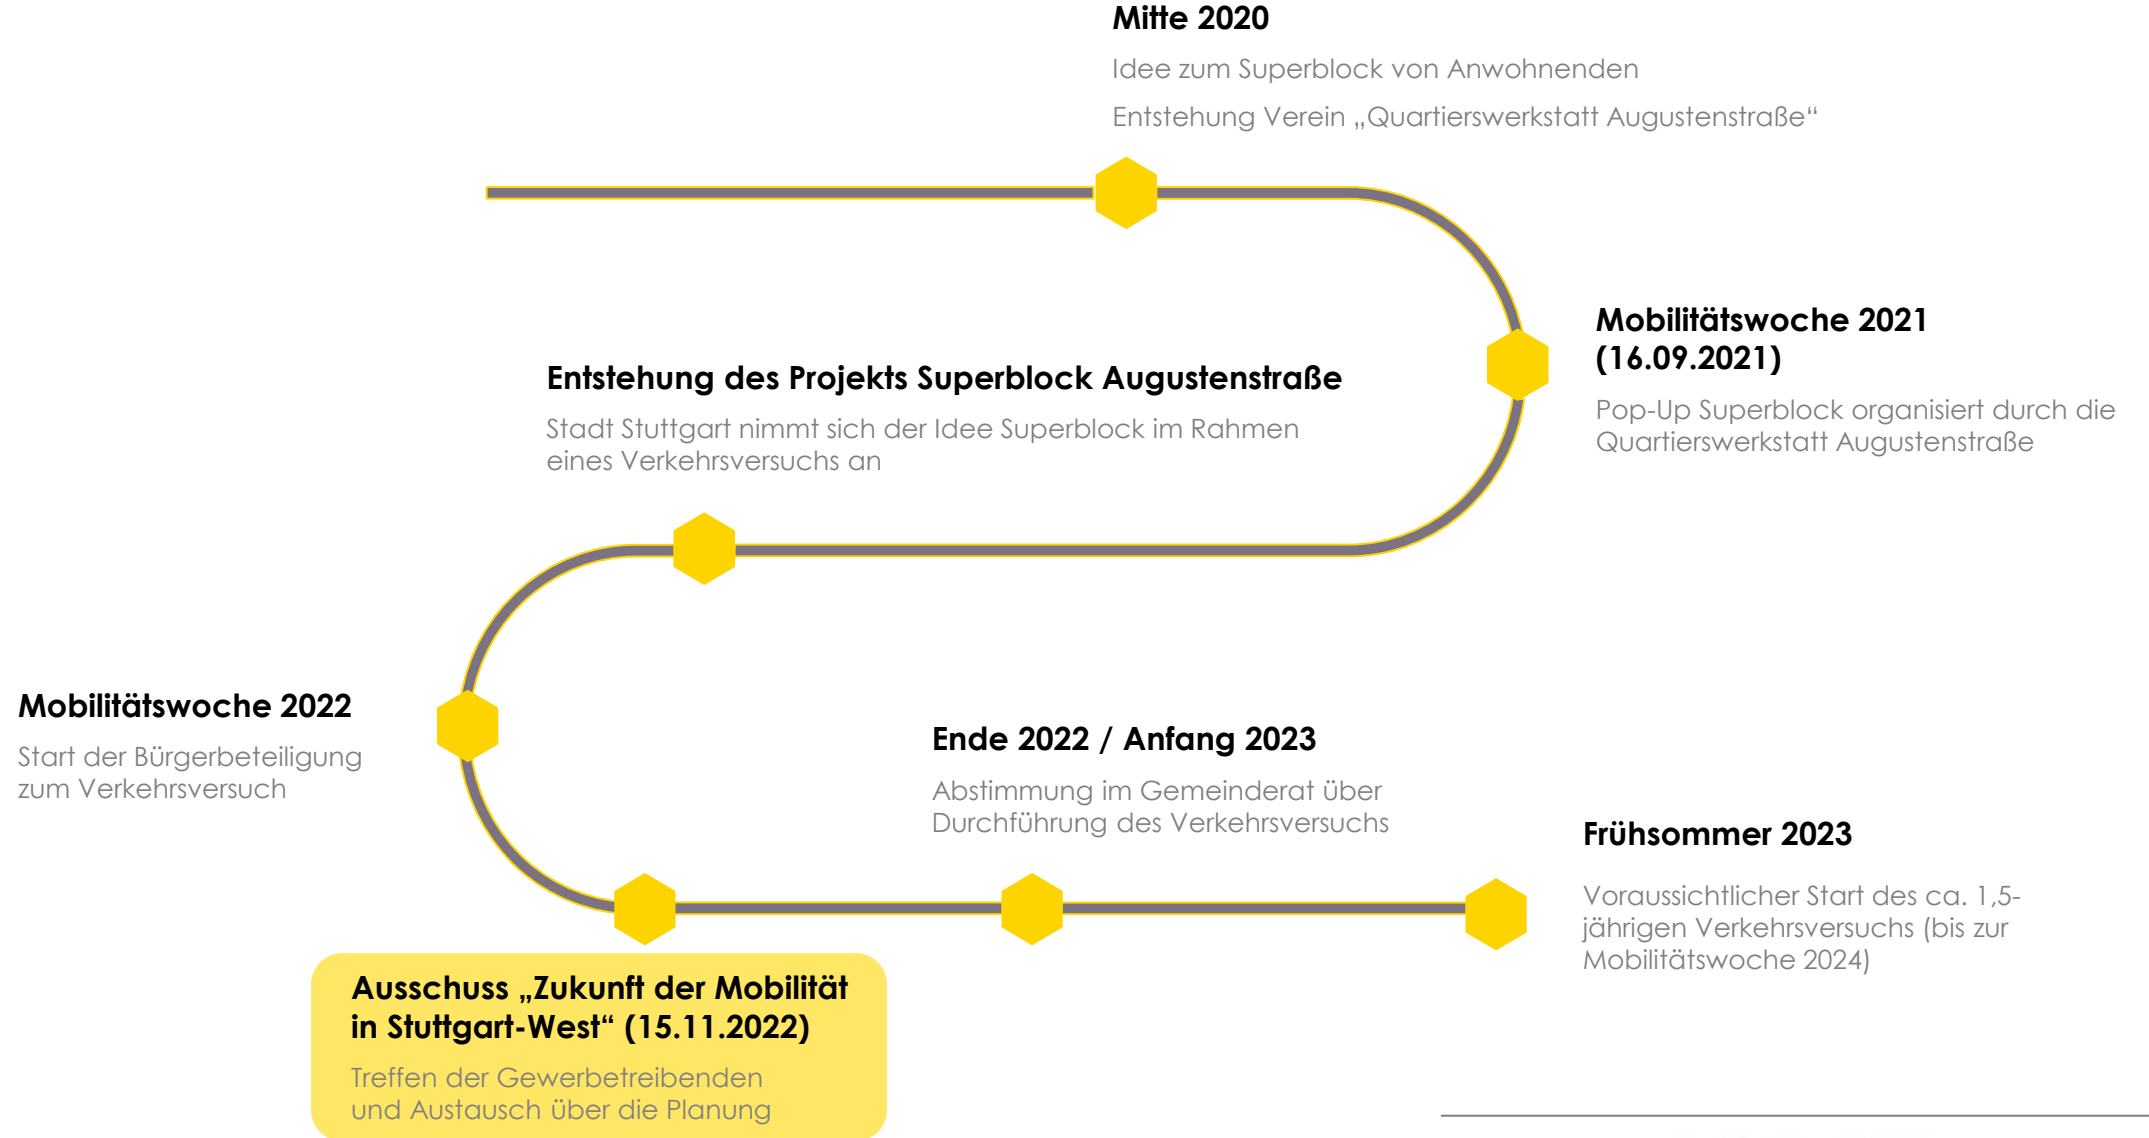 Mitte 2020
Idee zum Superblock von Anwohnenden
Entstehung Verein „Quartierswerkstatt Augustenstraße“
Mobilitätswoche 2021
(16.09.2021)
Pop-Up Superblock organisiert durch die
Quartierswerkstatt Augustenstraße
Entstehung des Projekts Superblock Augustenstraße
Stadt Stuttgart nimmt sich der Idee Superblock im Rahmen
eines Verkehrsversuchs an
Mobilitätswoche 2022
Start der Bürgerbeteiligung
zum Verkehrsversuch
Ausschuss „Zukunft der Mobilität
in Stuttgart-West“ (15.11.2022)
Treffen der Gewerbetreibenden
und Austausch über die Planung
Ende 2022 / Anfang 2023
Abstimmung im Gemeinderat über
Durchführung des Verkehrsversuchs
Frühsommer 2023
Voraussichtlicher Start des ca. 1,5-
jährigen Verkehrsversuchs (bis zur
Mobilitätswoche 2024)